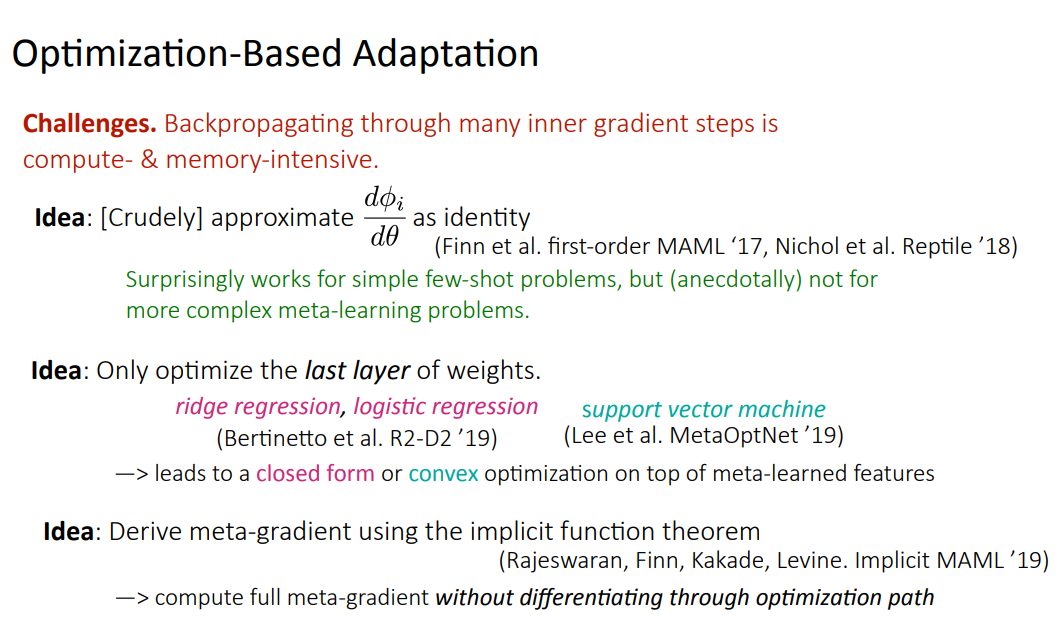 Optimization-Based Adaptation
Challenges. Backpropagating through many inner gradient steps is
compute- & memory-intensive.
Idea: [Crudely] approximate dϕᵢ/dθ as identity
(Finn et al. first-order MAML ‘17, Nichol et al. Reptile ’18)
Surprisingly works for simple few-shot problems, but (anecdotally) not for
more complex meta-learning problems.
Idea: Only optimize the last layer of weights.
ridge regression, logistic regression
(Bertinetto et al. R2-D2 ’19)
support vector machine
(Lee et al. MetaOptNet ’19)
—> leads to a closed form or convex optimization on top of meta-learned features
Idea: Derive meta-gradient using the implicit function theorem
(Rajeswaran, Finn, Kakade, Levine. Implicit MAML ’19)
—> compute full meta-gradient without differentiating through optimization path